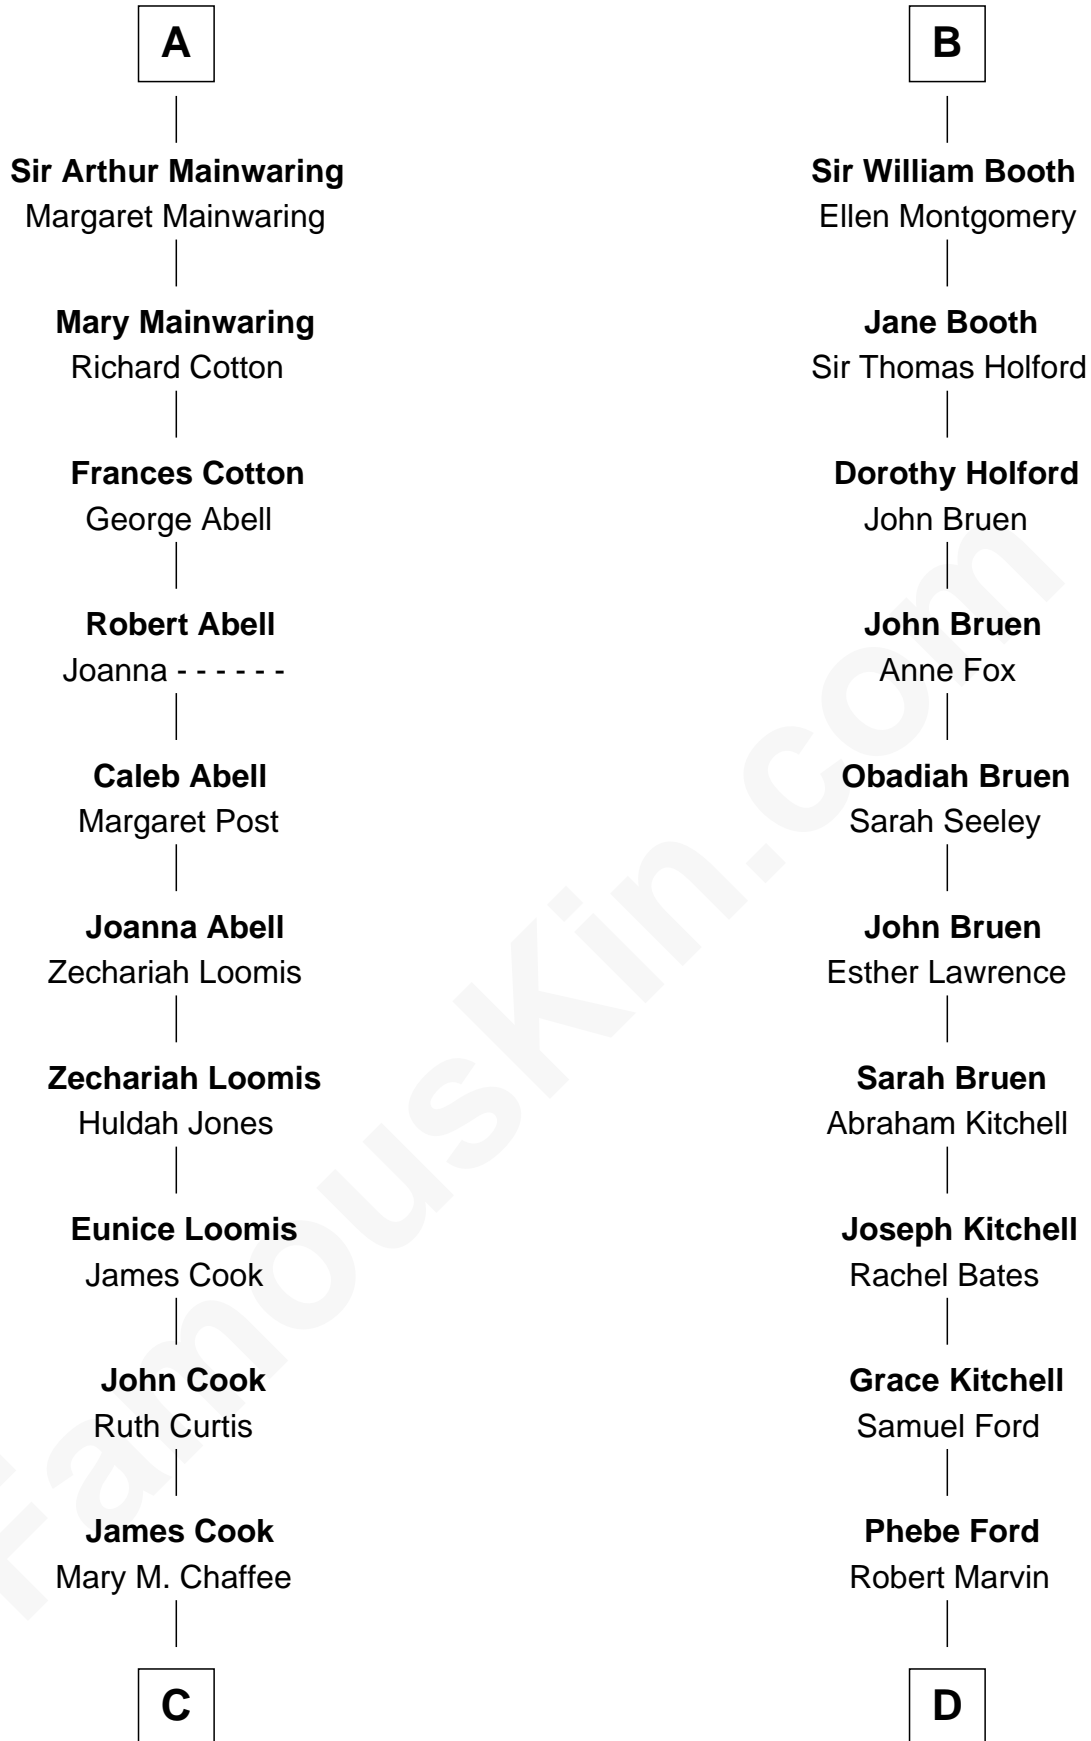 A
Sir Arthur Mainwaring
Margaret Mainwaring
Mary Mainwaring
Richard Cotton
Frances Cotton
George Abell
Robert Abell
Joanna - - - - - -
Caleb Abell
Margaret Post
Joanna Abell
Zechariah Loomis
Zechariah Loomis
Huldah Jones
Eunice Loomis
James Cook
John Cook
Ruth Curtis
James Cook
Mary M. Chaffee
C
B
Sir William Booth
Ellen Montgomery
Jane Booth
Sir Thomas Holford
Dorothy Holford
John Bruen
John Bruen
Anne Fox
Obadiah Bruen
Sarah Seeley
John Bruen
Esther Lawrence
Sarah Bruen
Abraham Kitchell
Joseph Kitchell
Rachel Bates
Grace Kitchell
Samuel Ford
Phebe Ford
Robert Marvin
D
FamousKin.com